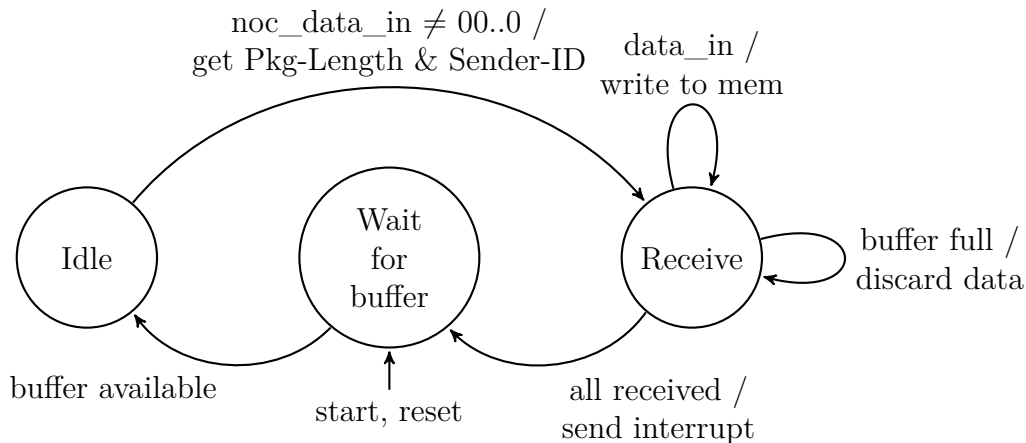 noc_data_in ≠ 00..0 /
get Pkg-Length & Sender-ID
data_in /
write to mem
Idle
Wait
for
buffer
Receive
buffer full /
discard data
buffer available
start, reset
all received /
send interrupt